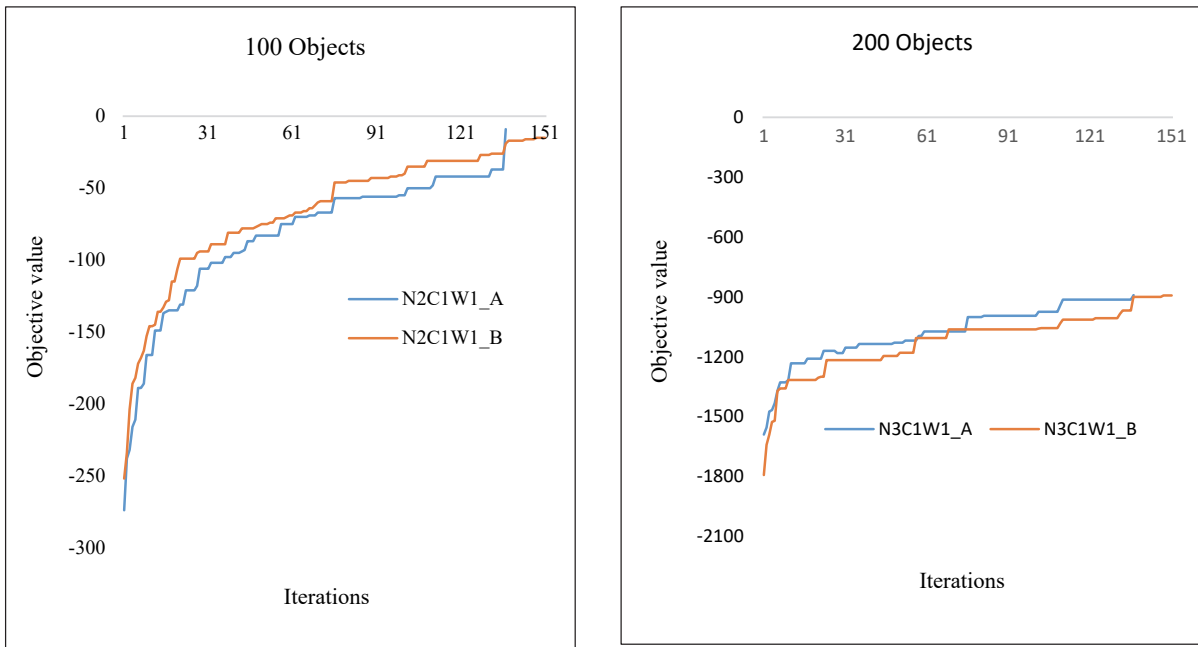 100 Objects
0
1 31 61 91 121 151
-50
-100
-150
-200
-250
-300
Objective value
N2C1W1_A
N2C1W1_B
Iterations
200 Objects
0
1 31 61 91 121 151
-300
-600
-900
-1200
-1500
-1800
-2100
Objective value
N3C1W1_A N3C1W1_B
Iterations